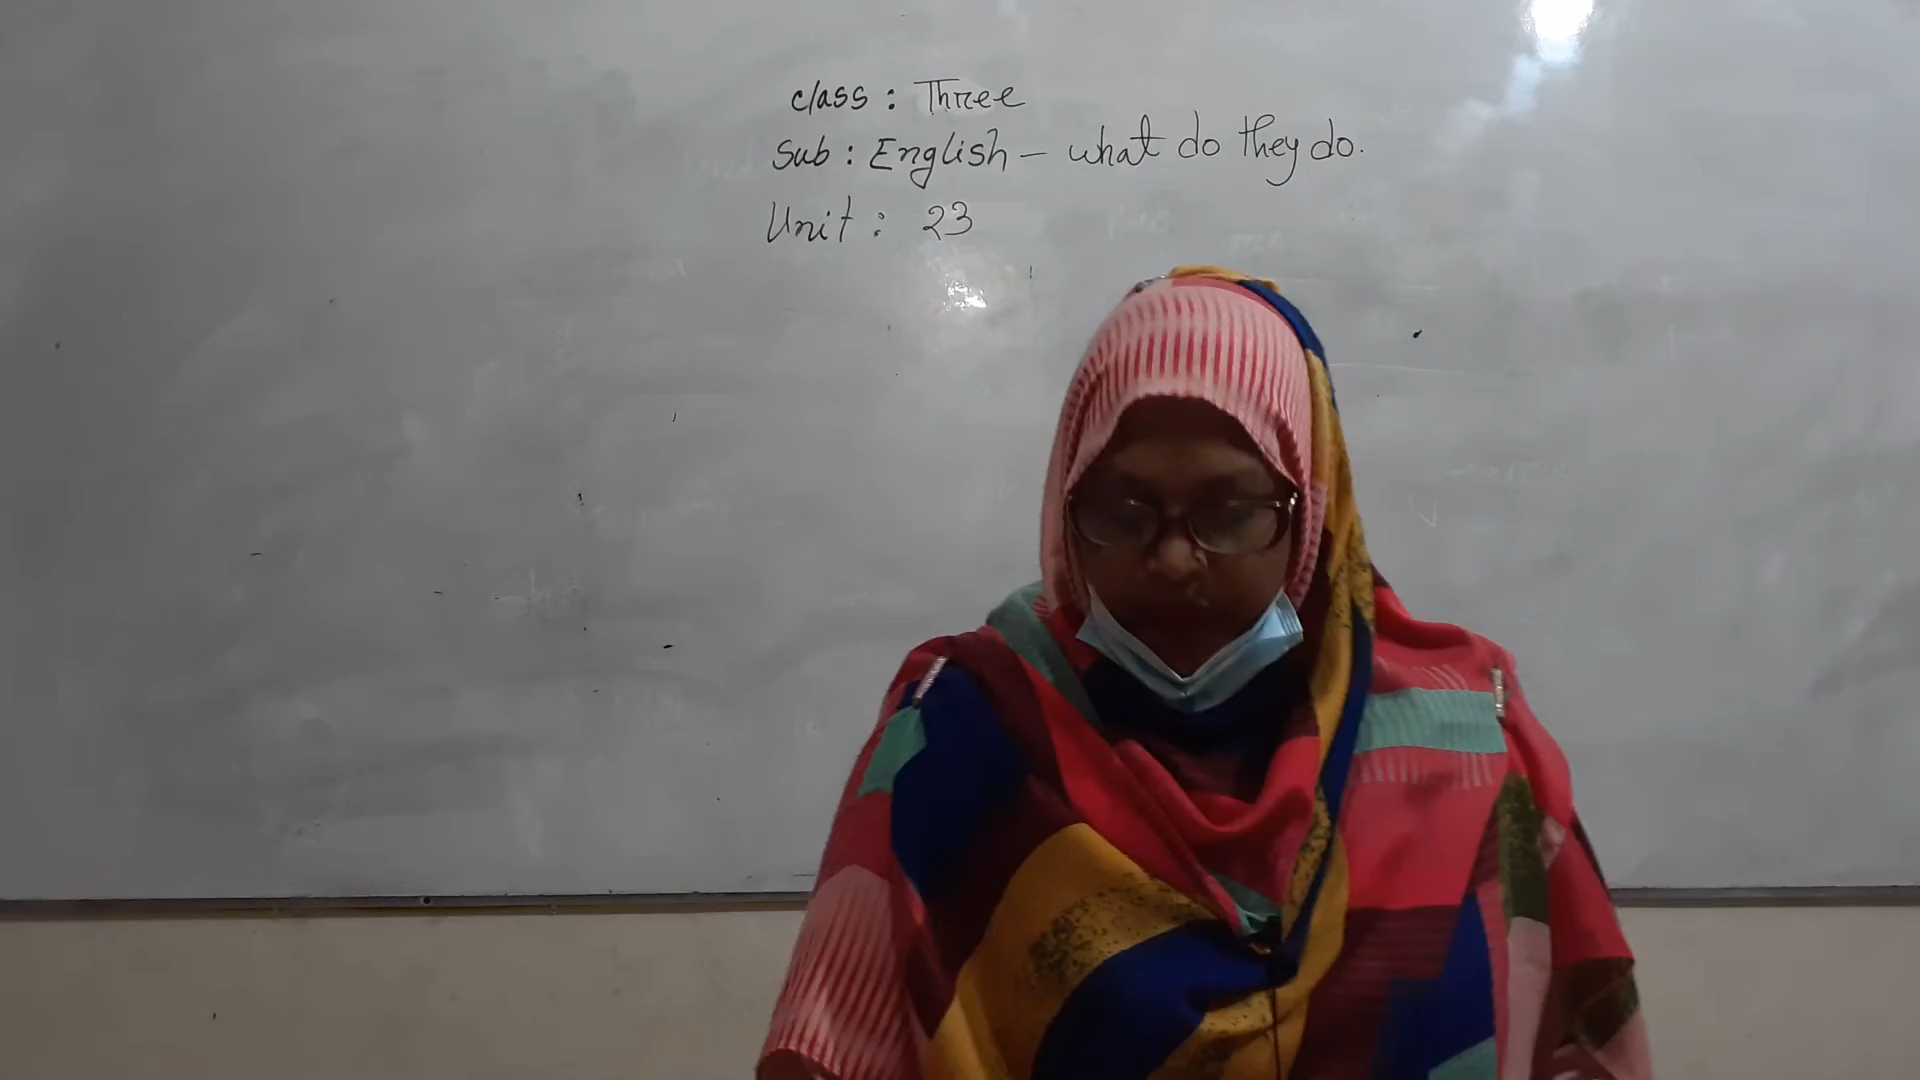 class : Three
Sub : English - what do they do.
Unit : 23